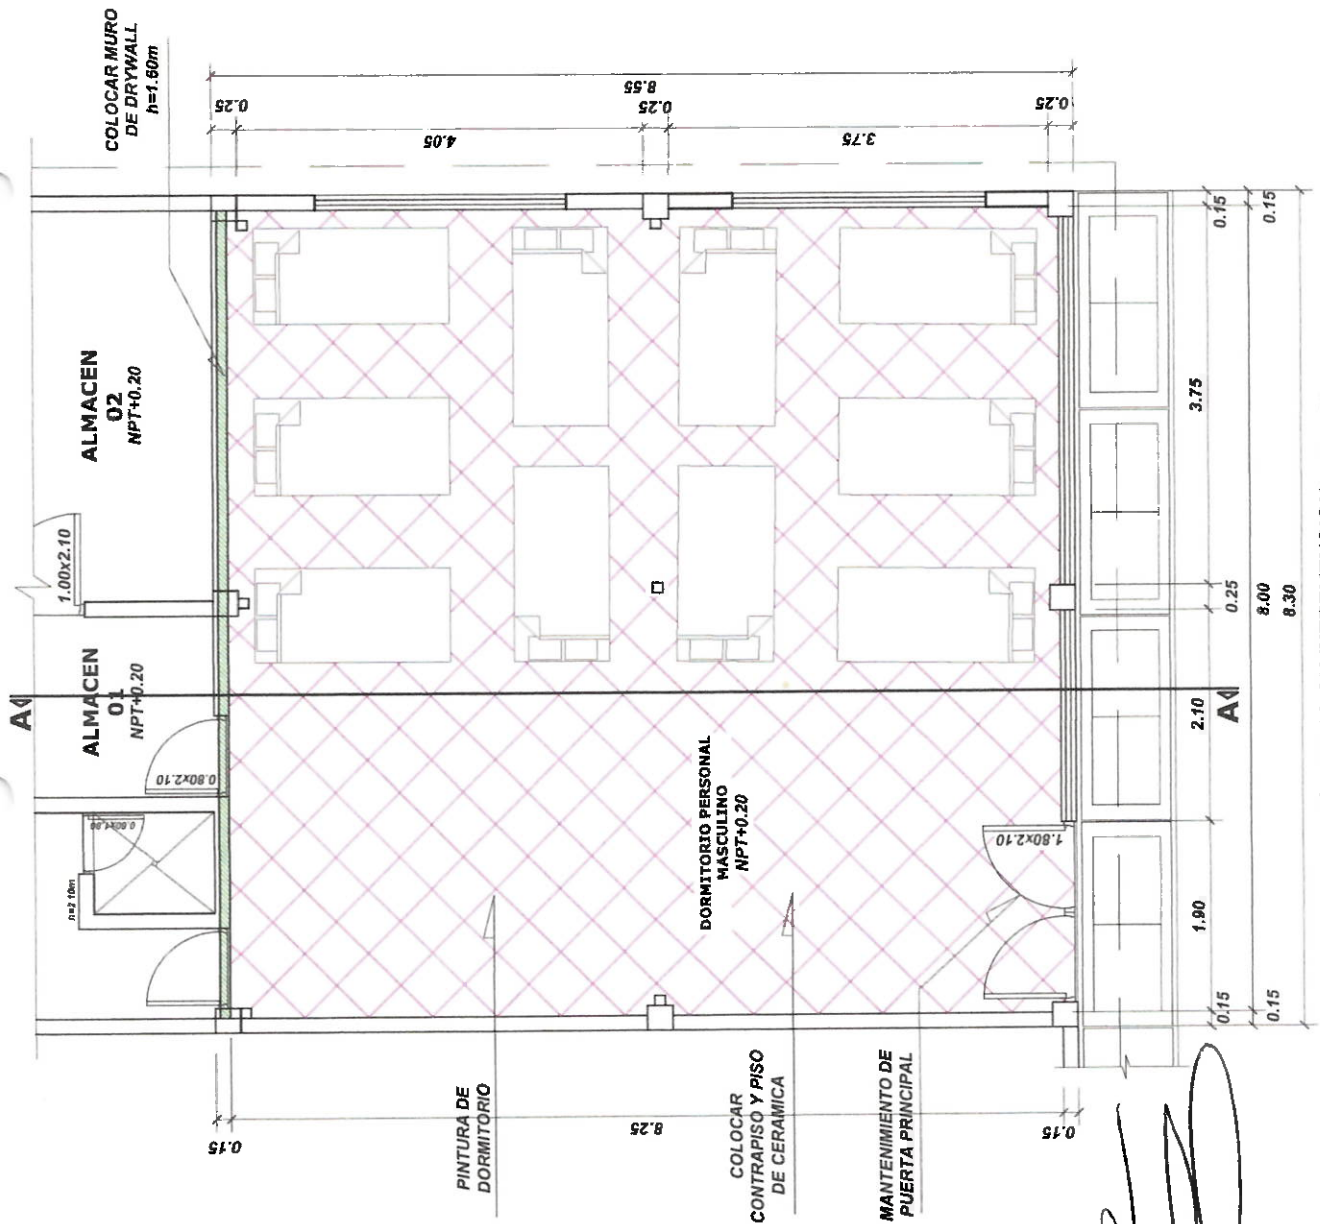 COLOCAR MURO
DE DRYWALL
h=1.60m
0.25
8.55
4.05
0.25
3.75
0.25
ALMACEN
02
NPT+0.20
1.00x2.10
A
ALMACEN
01
NPT+0.20
0.80x2.10
DORMITORIO PERSONAL
MASCULINO
NPT+0.20
1.80x2.10
0.15
3.75
0.25
2.10
1.90
0.15
0.15
8.00
0.15
8.30
A
0.15
8.25
0.15
PINTURA DE
DORMITORIO
COLOCAR
CONTRAPISO Y PISO
DE CERAMICA
MANTENIMIENTO DE
PUERTA PRINCIPAL